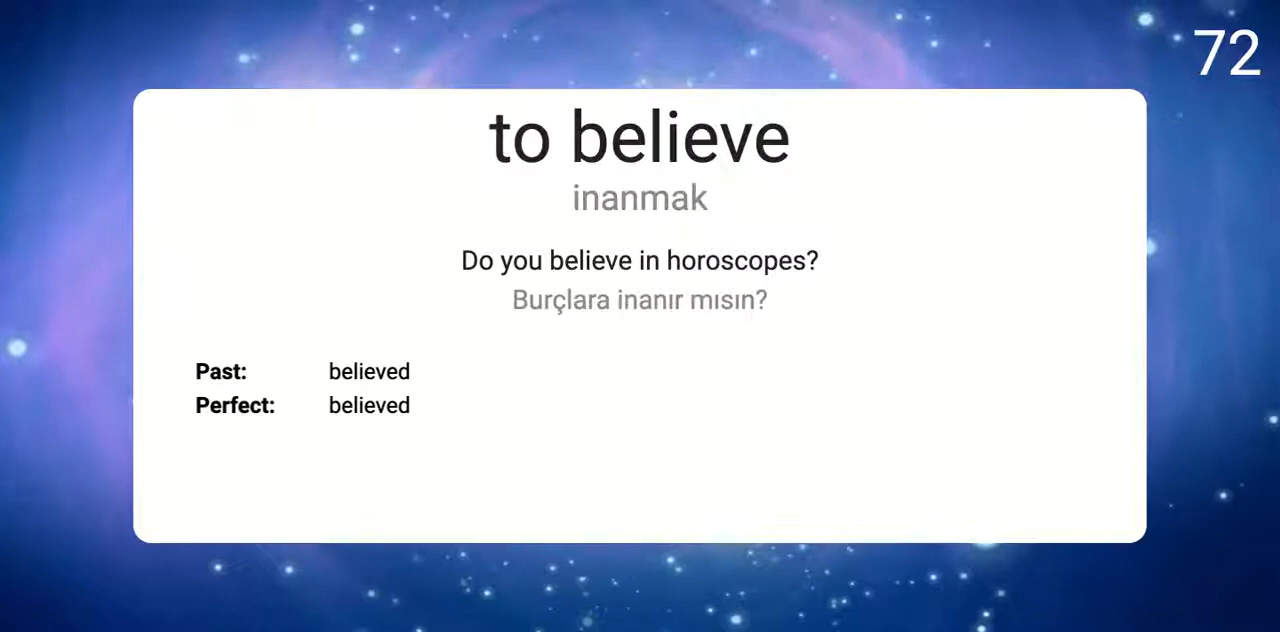 72
to believe
inanmak
Do you believe in horoscopes?
Burçlara inanır mısın?
Past: believed
Perfect: believed